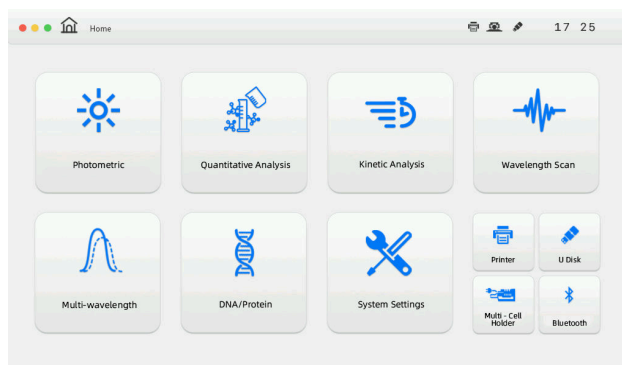 Home
17 25
Photometric
Quantitative Analysis
Kinetic Analysis
Wavelength Scan
Multi-wavelength
DNA/Protein
System Settings
Printer
U Disk
Multi - Cell
Holder
Bluetooth